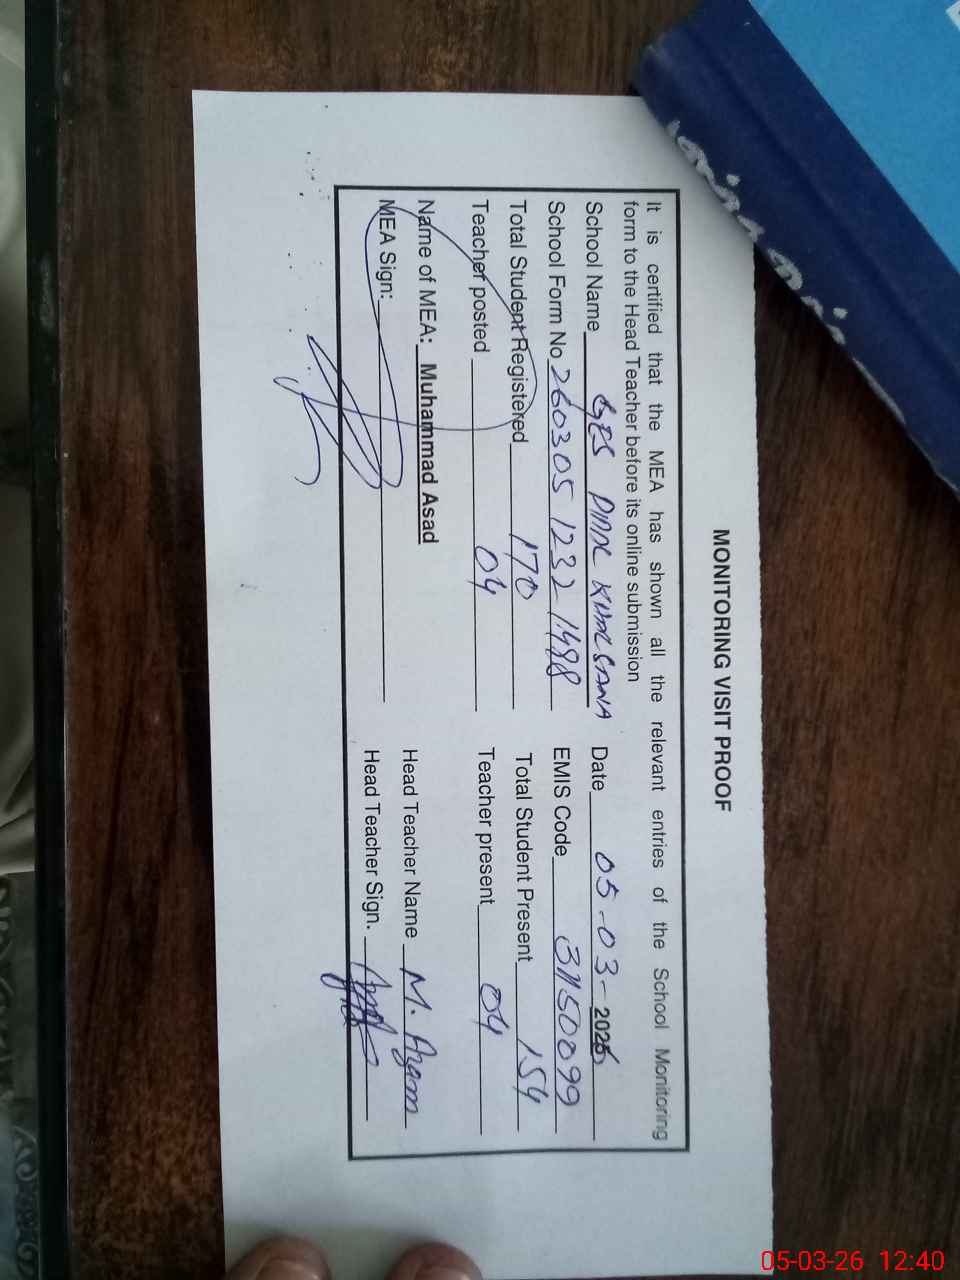 MONITORING VISIT PROOF
It is certified that the MEA has shown all the relevant entries of the School Monitoring
form to the Head Teacher before its online submission
School Name GES KHALSANA Date 05-03-2026
School Form No 260305 1232 1498 EMIS Code 31150099
Total Student Registered 170 Total Student Present 154
Teacher posted 04 Teacher present 04
Name of MEA: Muhammad Asad Head Teacher Name M. Azam
MEA Sign: Head Teacher Sign.
05-03-26 12:40